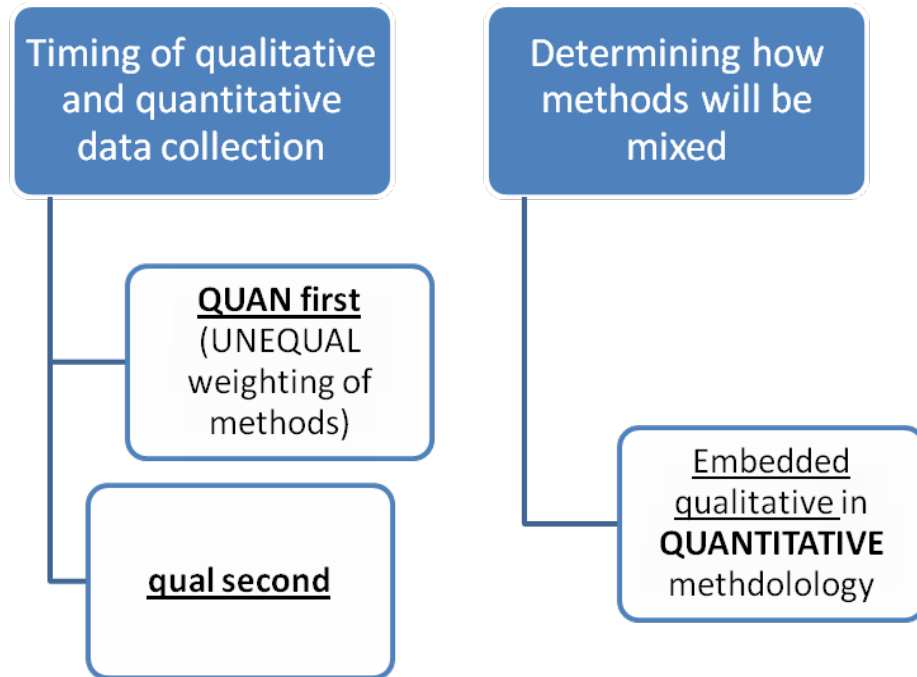 Timing of qualitative
and quantitative
data collection
QUAN first
(UNEQUAL
weighting of
methods)
qual second
Determining how
methods will be
mixed
Embedded
qualitative in
QUANTITATIVE
methdolology